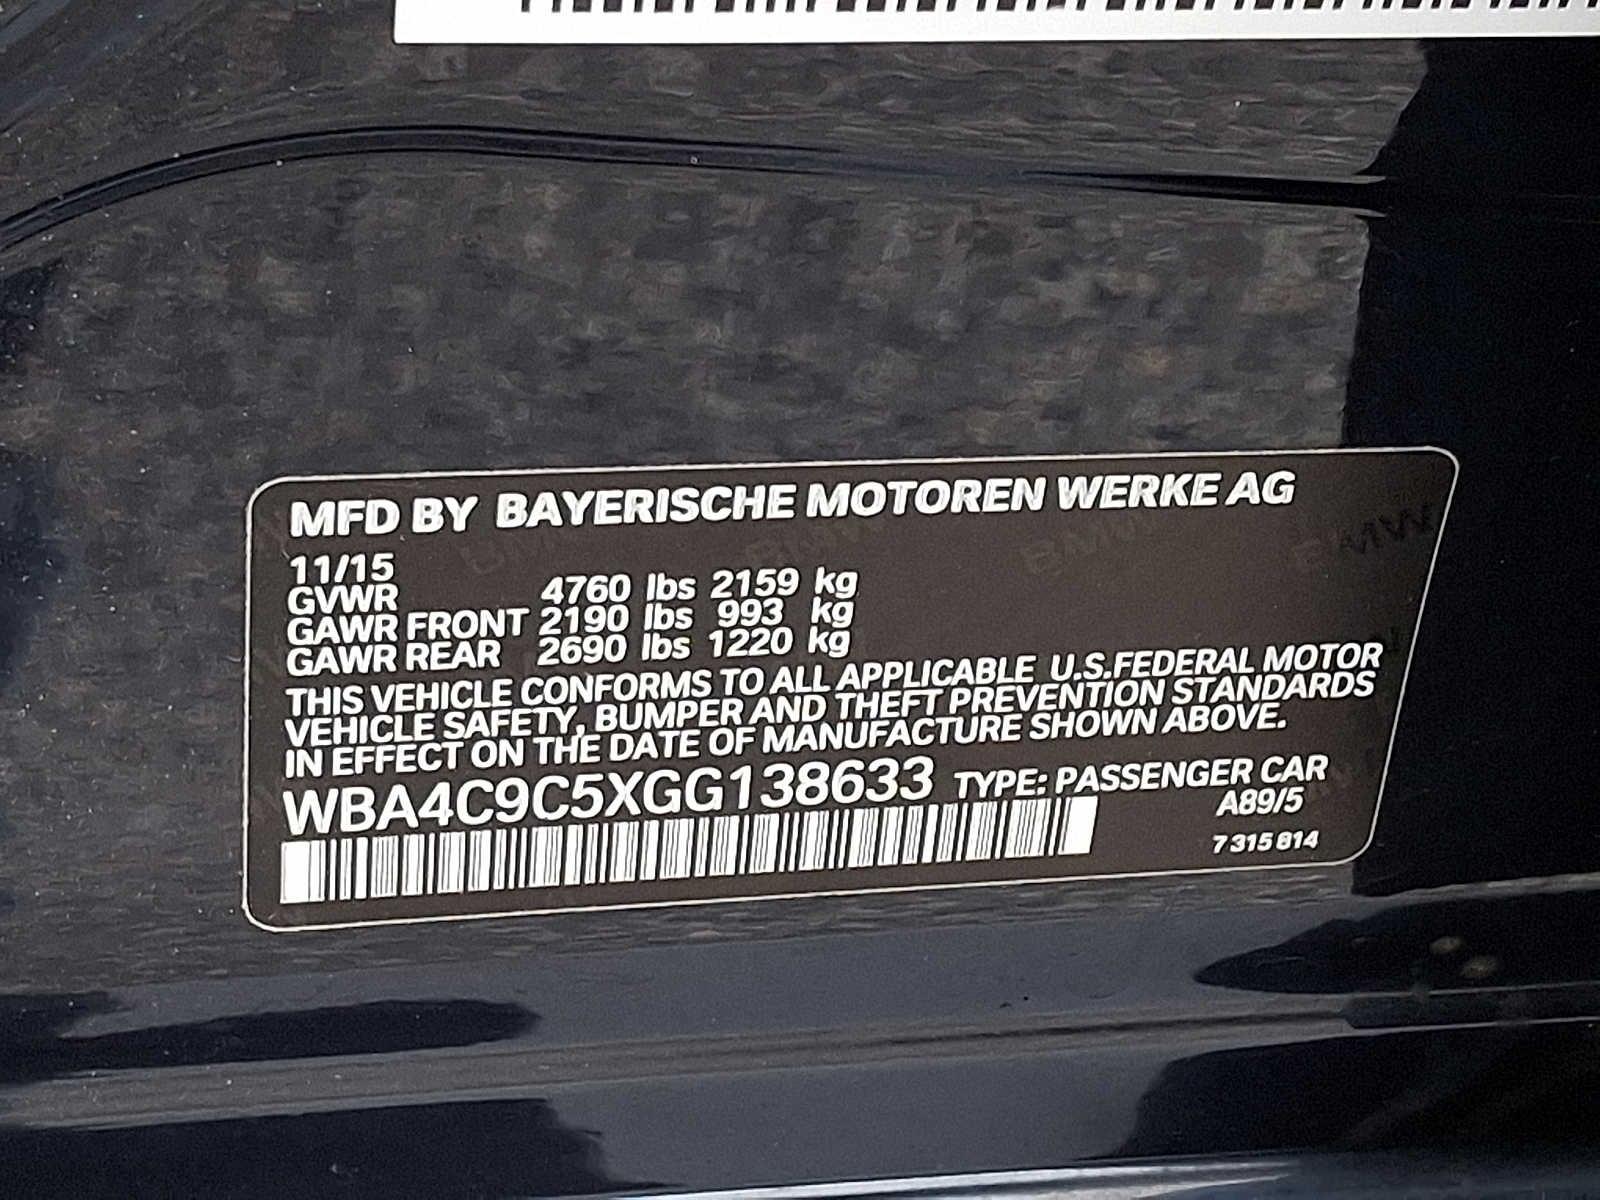 MFD BY BAYERISCHE MOTOREN WERKE AG
11/15
GVWR 4760 lbs 2159 kg
GAWR FRONT 2190 lbs 993 kg
GAWR REAR 2690 lbs 1220 kg
THIS VEHICLE CONFORMS TO ALL APPLICABLE U.S.FEDERAL MOTOR
VEHICLE SAFETY, BUMPER AND THEFT PREVENTION STANDARDS
IN EFFECT ON THE DATE OF MANUFACTURE SHOWN ABOVE.
WBA4C9C5XGG138633 TYPE: PASSENGER CAR
A89/5
7 315 814